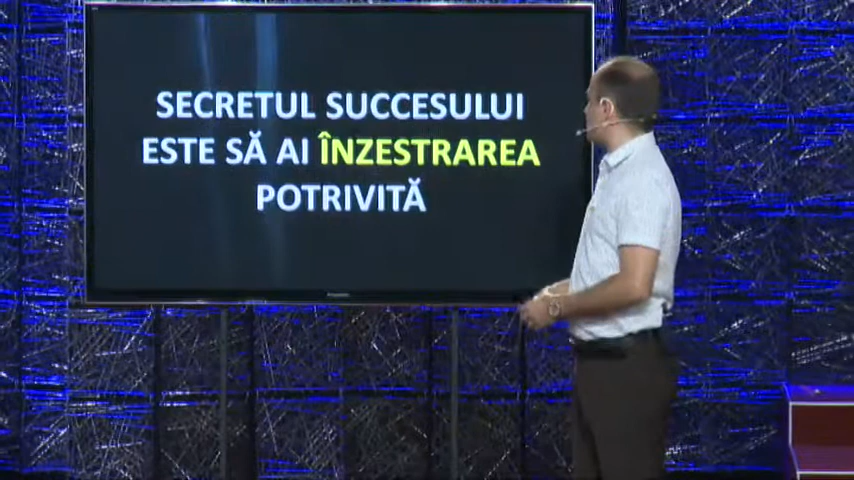 SECRETUL SUCCESULUI
ESTE SĂ AI ÎNZESTRAREA
POTRIVITĂ